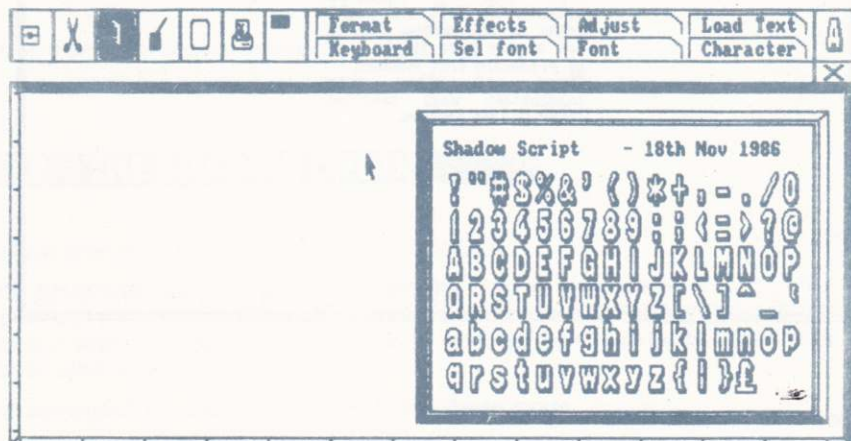 Format Effects Adjust Load Text
Keyboard Sel font Font Character
Shadow Script - 18th Nov 1986
!"#$%&'()*+,-./0
123456789:;<=>?@
ABCDEFGHIJKLMNOP
QRSTUVWXYZ[\]^_‘
abcdefghijklmnop
qrstuvwxyz{|}£